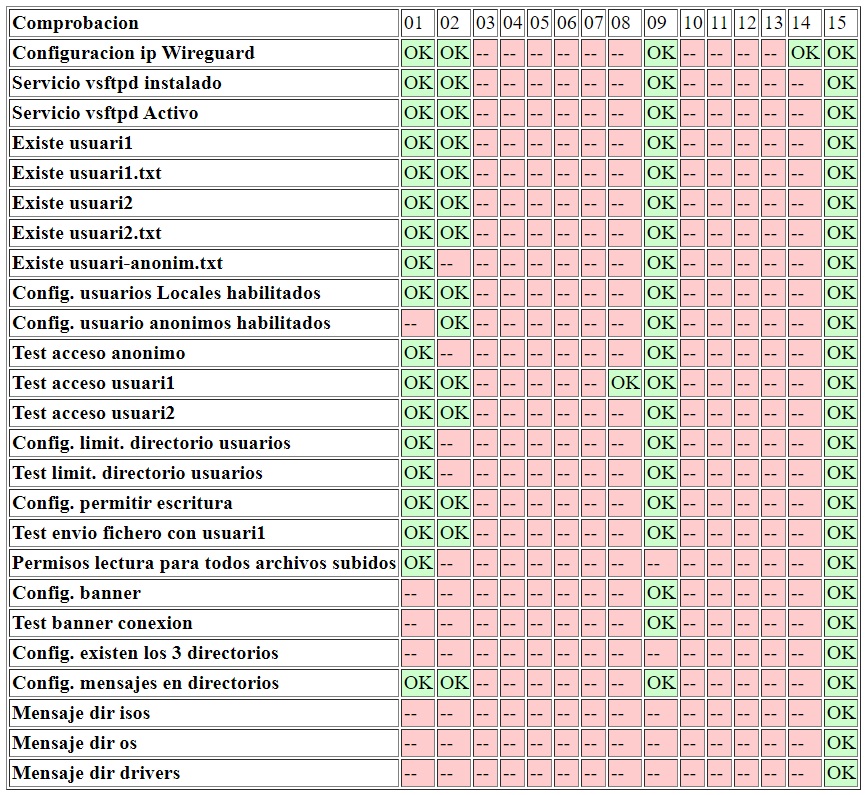 Comprobacion 01 02 03 04 05 06 07 08 09 10 11 12 13 14 15
Configuracion ip Wireguard OK OK -- -- -- -- -- -- OK -- -- -- -- OK OK
Servicio vsftpd instalado OK OK -- -- -- -- -- -- OK -- -- -- -- -- OK
Servicio vsftpd Activo OK OK -- -- -- -- -- -- OK -- -- -- -- -- OK
Existe usuari1 OK OK -- -- -- -- -- -- OK -- -- -- -- -- OK
Existe usuari1.txt OK OK -- -- -- -- -- -- OK -- -- -- -- -- OK
Existe usuari2 OK OK -- -- -- -- -- -- OK -- -- -- -- -- OK
Existe usuari2.txt OK OK -- -- -- -- -- -- OK -- -- -- -- -- OK
Existe usuari-anonim.txt OK -- -- -- -- -- -- -- OK -- -- -- -- -- OK
Config. usuarios Locales habilitados OK OK -- -- -- -- -- -- OK -- -- -- -- -- OK
Config. usuario anonimos habilitados -- OK -- -- -- -- -- -- OK -- -- -- -- -- OK
Test acceso anonimo OK -- -- -- -- -- -- -- OK -- -- -- -- -- OK
Test acceso usuari1 OK OK -- -- -- -- -- OK OK -- -- -- -- -- OK
Test acceso usuari2 OK OK -- -- -- -- -- -- OK -- -- -- -- -- OK
Config. limit. directorio usuarios OK -- -- -- -- -- -- -- OK -- -- -- -- -- OK
Test limit. directorio usuarios OK -- -- -- -- -- -- -- OK -- -- -- -- -- OK
Config. permitir escritura OK OK -- -- -- -- -- -- OK -- -- -- -- -- OK
Test envio fichero con usuari1 OK OK -- -- -- -- -- -- OK -- -- -- -- -- OK
Permisos lectura para todos archivos subidos OK -- -- -- -- -- -- -- -- -- -- -- -- -- OK
Config. banner -- -- -- -- -- -- -- -- OK -- -- -- -- -- OK
Test banner conexion -- -- -- -- -- -- -- -- OK -- -- -- -- -- OK
Config. existen los 3 directorios -- -- -- -- -- -- -- -- -- -- -- -- -- -- OK
Config. mensajes en directorios OK OK -- -- -- -- -- -- OK -- -- -- -- -- OK
Mensaje dir isos -- -- -- -- -- -- -- -- -- -- -- -- -- -- OK
Mensaje dir os -- -- -- -- -- -- -- -- -- -- -- -- -- -- OK
Mensaje dir drivers -- -- -- -- -- -- -- -- -- -- -- -- -- -- OK